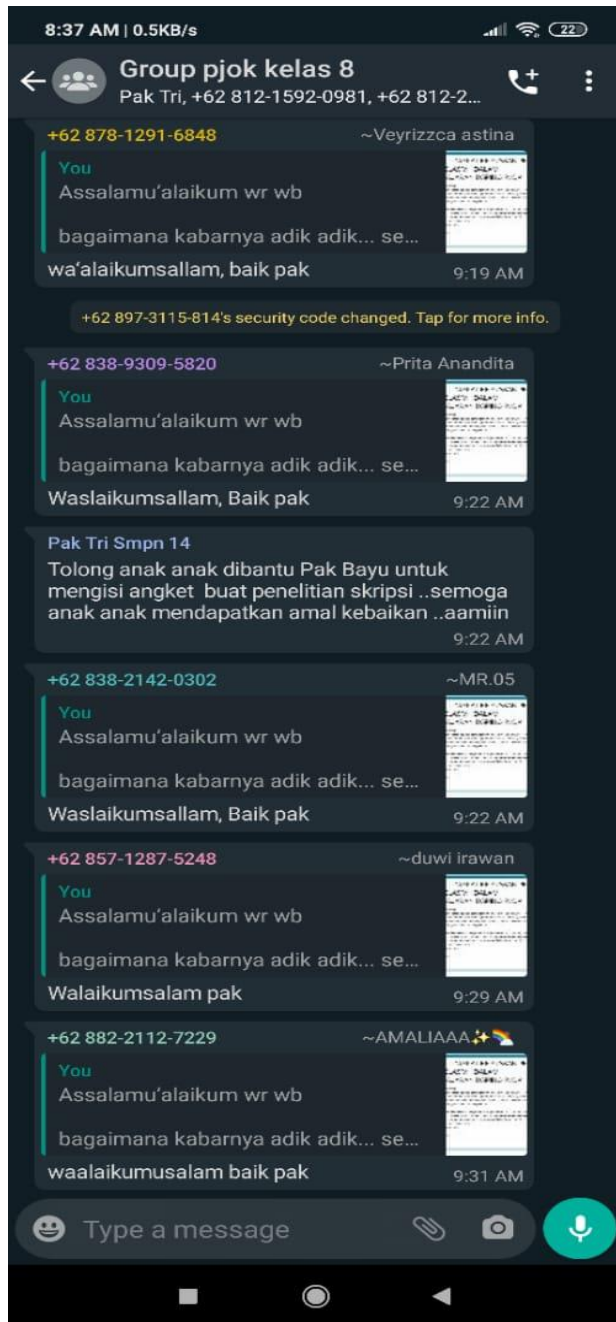 8:37 AM | 0.5KB/s
22
Group pjok kelas 8
Pak Tri, +62 812-1592-0981, +62 812-2...
+62 878-1291-6848 ~Veyrizzca astina
You
Assalamu'alaikum wr wb
bagaimana kabarnya adik adik... se...
wa'alaikumsallam, baik pak 9:19 AM
+62 897-3115-814's security code changed. Tap for more info.
+62 838-9309-5820 ~Prita Anandita
You
Assalamu'alaikum wr wb
bagaimana kabarnya adik adik... se...
Waslaikumsallam, Baik pak 9:22 AM
Pak Tri Smpn 14
Tolong anak anak dibantu Pak Bayu untuk
mengisi angket buat penelitian skripsi ..semoga
anak anak mendapatkan amal kebaikan ..aamiin
9:22 AM
+62 838-2142-0302 ~MR.05
You
Assalamu'alaikum wr wb
bagaimana kabarnya adik adik... se...
Waslaikumsallam, Baik pak 9:22 AM
+62 857-1287-5248 ~duwi irawan
You
Assalamu'alaikum wr wb
bagaimana kabarnya adik adik... se...
Walaikumsalam pak 9:29 AM
+62 882-2112-7229 ~AMALIAAA✨🌈
You
Assalamu'alaikum wr wb
bagaimana kabarnya adik adik... se...
waalaikumusalam baik pak 9:31 AM
Type a message